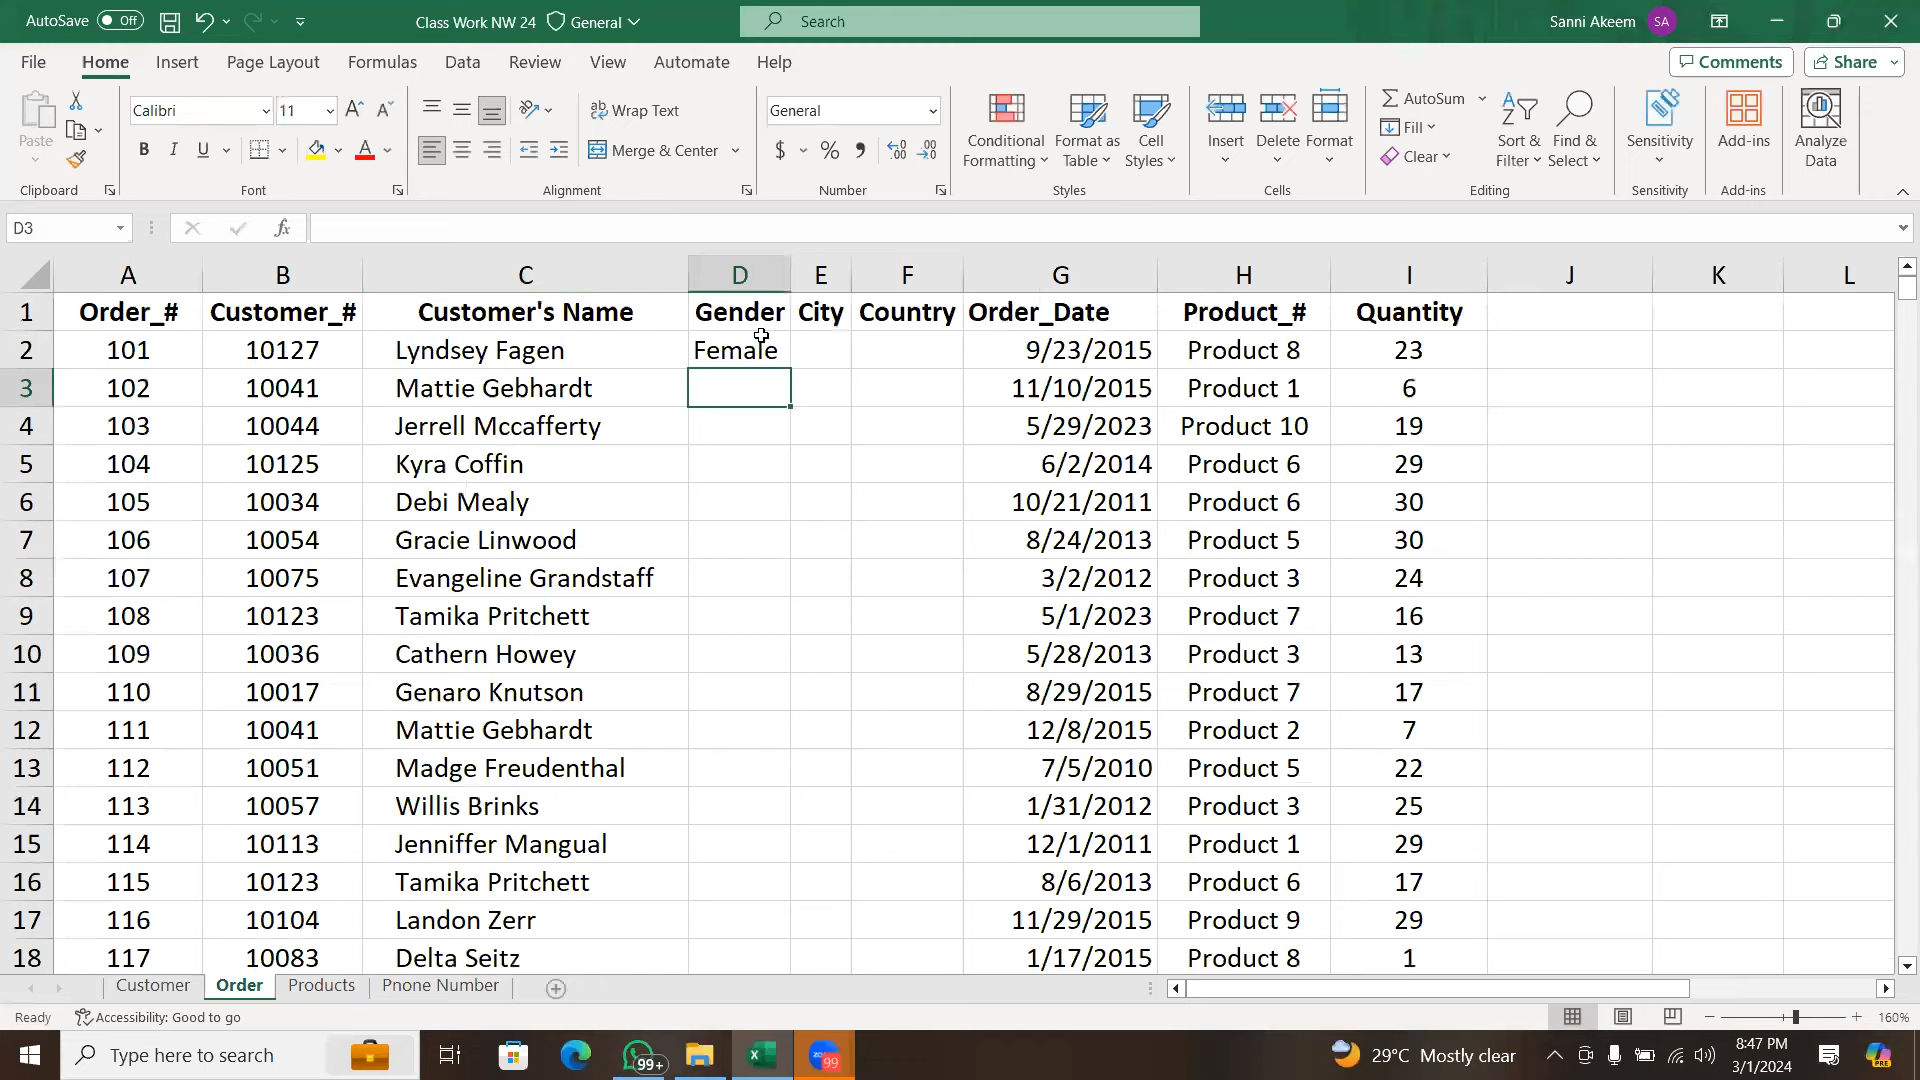 AutoSave Off Class Work NW 24 General Search Sanni Akeem SA
File Home Insert Page Layout Formulas Data Review View Automate Help Comments Share
Paste Calibri 11 Wrap Text General Conditional Formatting Format as Table Cell Styles Insert Delete Format AutoSum Sort & Filter Find & Select Sensitivity Add-ins Analyze Data
B I U Merge & Center $ % Fill Clear
Clipboard Font Alignment Number Styles Cells Editing Sensitivity Add-ins
D3 fx
A B C D E F G H I J K L
1 Order_# Customer_# Customer's Name Gender City Country Order_Date Product_# Quantity
2 101 10127 Lyndsey Fagen Female 9/23/2015 Product 8 23
3 102 10041 Mattie Gebhardt 11/10/2015 Product 1 6
4 103 10044 Jerrell Mccafferty 5/29/2023 Product 10 19
5 104 10125 Kyra Coffin 6/2/2014 Product 6 29
6 105 10034 Debi Mealy 10/21/2011 Product 6 30
7 106 10054 Gracie Linwood 8/24/2013 Product 5 30
8 107 10075 Evangeline Grandstaff 3/2/2012 Product 3 24
9 108 10123 Tamika Pritchett 5/1/2023 Product 7 16
10 109 10036 Cathern Howey 5/28/2013 Product 3 13
11 110 10017 Genaro Knutson 8/29/2015 Product 7 17
12 111 10041 Mattie Gebhardt 12/8/2015 Product 2 7
13 112 10051 Madge Freudenthal 7/5/2010 Product 5 22
14 113 10057 Willis Brinks 1/31/2012 Product 3 25
15 114 10113 Jenniffer Mangual 12/1/2011 Product 1 29
16 115 10123 Tamika Pritchett 8/6/2013 Product 6 17
17 116 10104 Landon Zerr 11/29/2015 Product 9 29
18 117 10083 Delta Seitz 1/17/2015 Product 8 1
Customer Order Products Pnone Number
Ready Accessibility: Good to go 160%
Type here to search 99+ 99 29°C Mostly clear 8:47 PM
3/1/2024